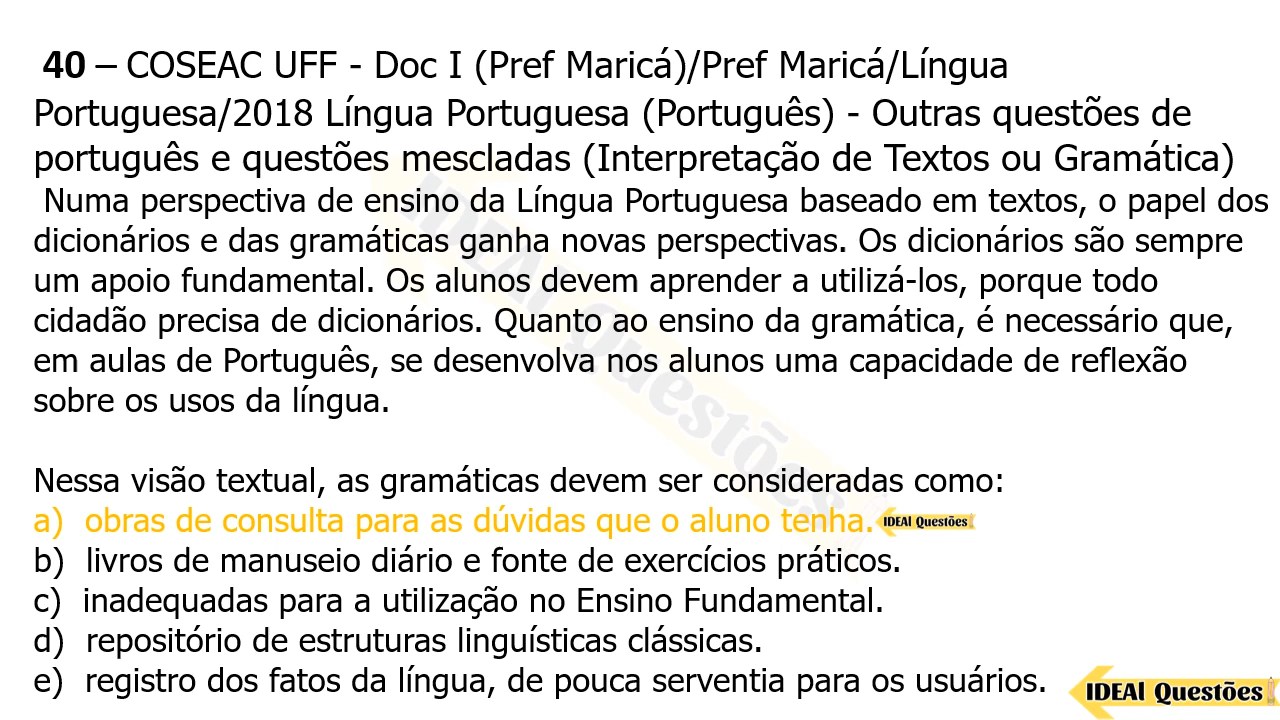 40 – COSEAC UFF - Doc I (Pref Maricá)/Pref Maricá/Língua
Portuguesa/2018 Língua Portuguesa (Português) - Outras questões de
português e questões mescladas (Interpretação de Textos ou Gramática)
Numa perspectiva de ensino da Língua Portuguesa baseado em textos, o papel dos
dicionários e das gramáticas ganha novas perspectivas. Os dicionários são sempre
um apoio fundamental. Os alunos devem aprender a utilizá-los, porque todo
cidadão precisa de dicionários. Quanto ao ensino da gramática, é necessário que,
em aulas de Português, se desenvolva nos alunos uma capacidade de reflexão
sobre os usos da língua.
Nessa visão textual, as gramáticas devem ser consideradas como:
a) obras de consulta para as dúvidas que o aluno tenha. IDEAl Questões
b) livros de manuseio diário e fonte de exercícios práticos.
c) inadequadas para a utilização no Ensino Fundamental.
d) repositório de estruturas linguísticas clássicas.
e) registro dos fatos da língua, de pouca serventia para os usuários.
IDEAl Questões
IDEAl Questões